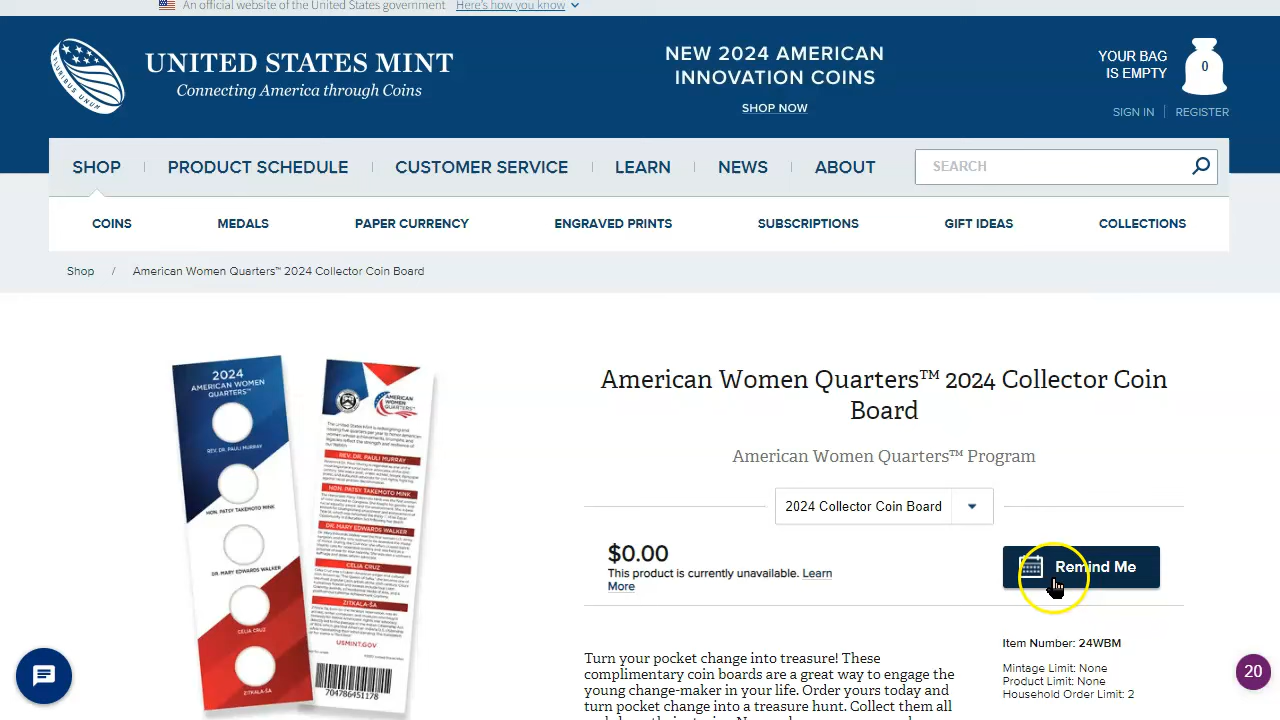 An official website of the United States government Here's how you know
UNITED STATES MINT
Connecting America through Coins
NEW 2024 AMERICAN
INNOVATION COINS
SHOP NOW
YOUR BAG
IS EMPTY
0
SIGN IN REGISTER
SHOP PRODUCT SCHEDULE CUSTOMER SERVICE LEARN NEWS ABOUT SEARCH
COINS MEDALS PAPER CURRENCY ENGRAVED PRINTS SUBSCRIPTIONS GIFT IDEAS COLLECTIONS
Shop / American Women Quarters™ 2024 Collector Coin Board
2024
AMERICAN WOMEN
QUARTERS™
REV. DR. PAULI MURRAY
HON. PATSY TAKEMOTO MINK
DR. MARY EDWARDS WALKER
CELIA CRUZ
ZITKALA-ŠA
AMERICAN
WOMEN
QUARTERS
REV. DR. PAULI MURRAY
HON. PATSY TAKEMOTO MINK
DR. MARY EDWARDS WALKER
CELIA CRUZ
ZITKALA-ŠA
USMINT.GOV
704786451178
American Women Quarters™ 2024 Collector Coin
Board
American Women Quarters™ Program
2024 Collector Coin Board
$0.00
This product is currently unavailable. Learn
More
Remind Me
Item Number: 24WBM
Mintage Limit: None
Product Limit: None
Household Order Limit: 2
Turn your pocket change into treasure! These
complimentary coin boards are a great way to engage the
young change-maker in your life. Order yours today and
turn pocket change into a treasure hunt. Collect them all
20